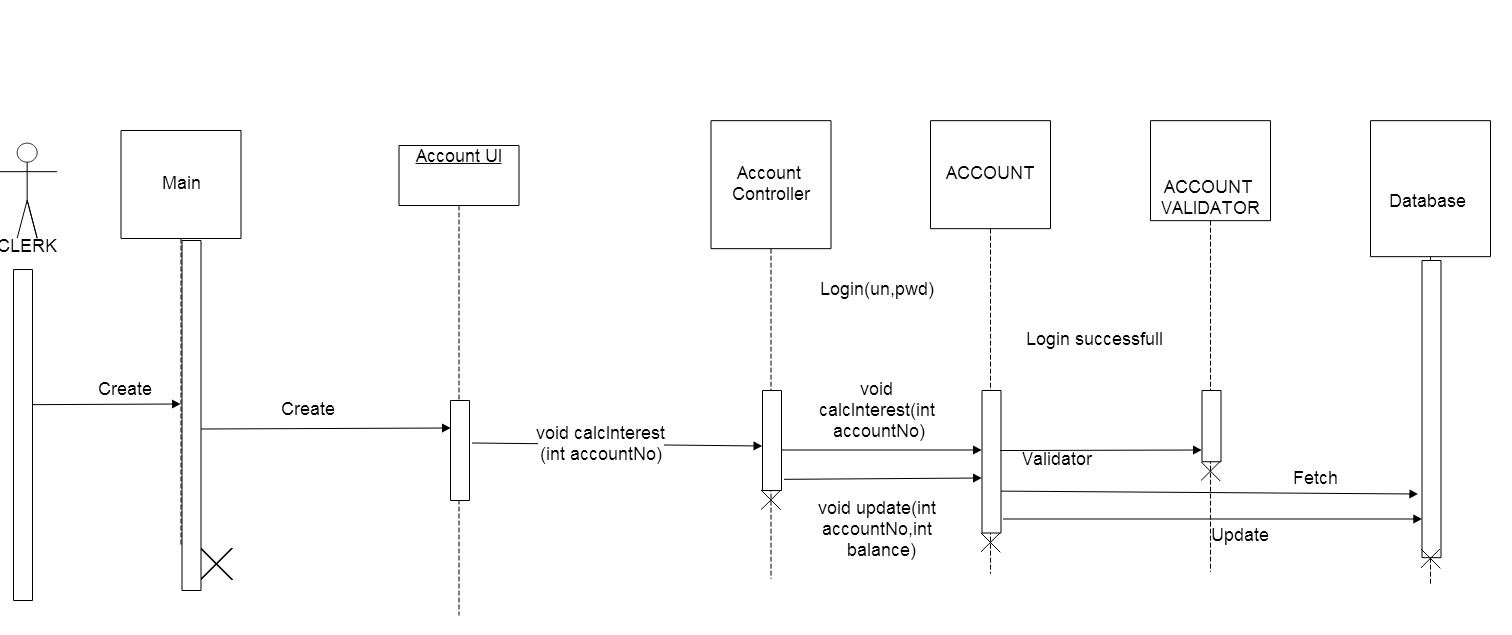 Account UI
Main
Account
Controller
ACCOUNT
ACCOUNT
VALIDATOR
Database
CLERK
Login(un,pwd)
Login successfull
Create
Create
void calcInterest
(int accountNo)
void
calcInterest(int
accountNo)
Validator
Fetch
void update(int
accountNo,int
balance)
Update